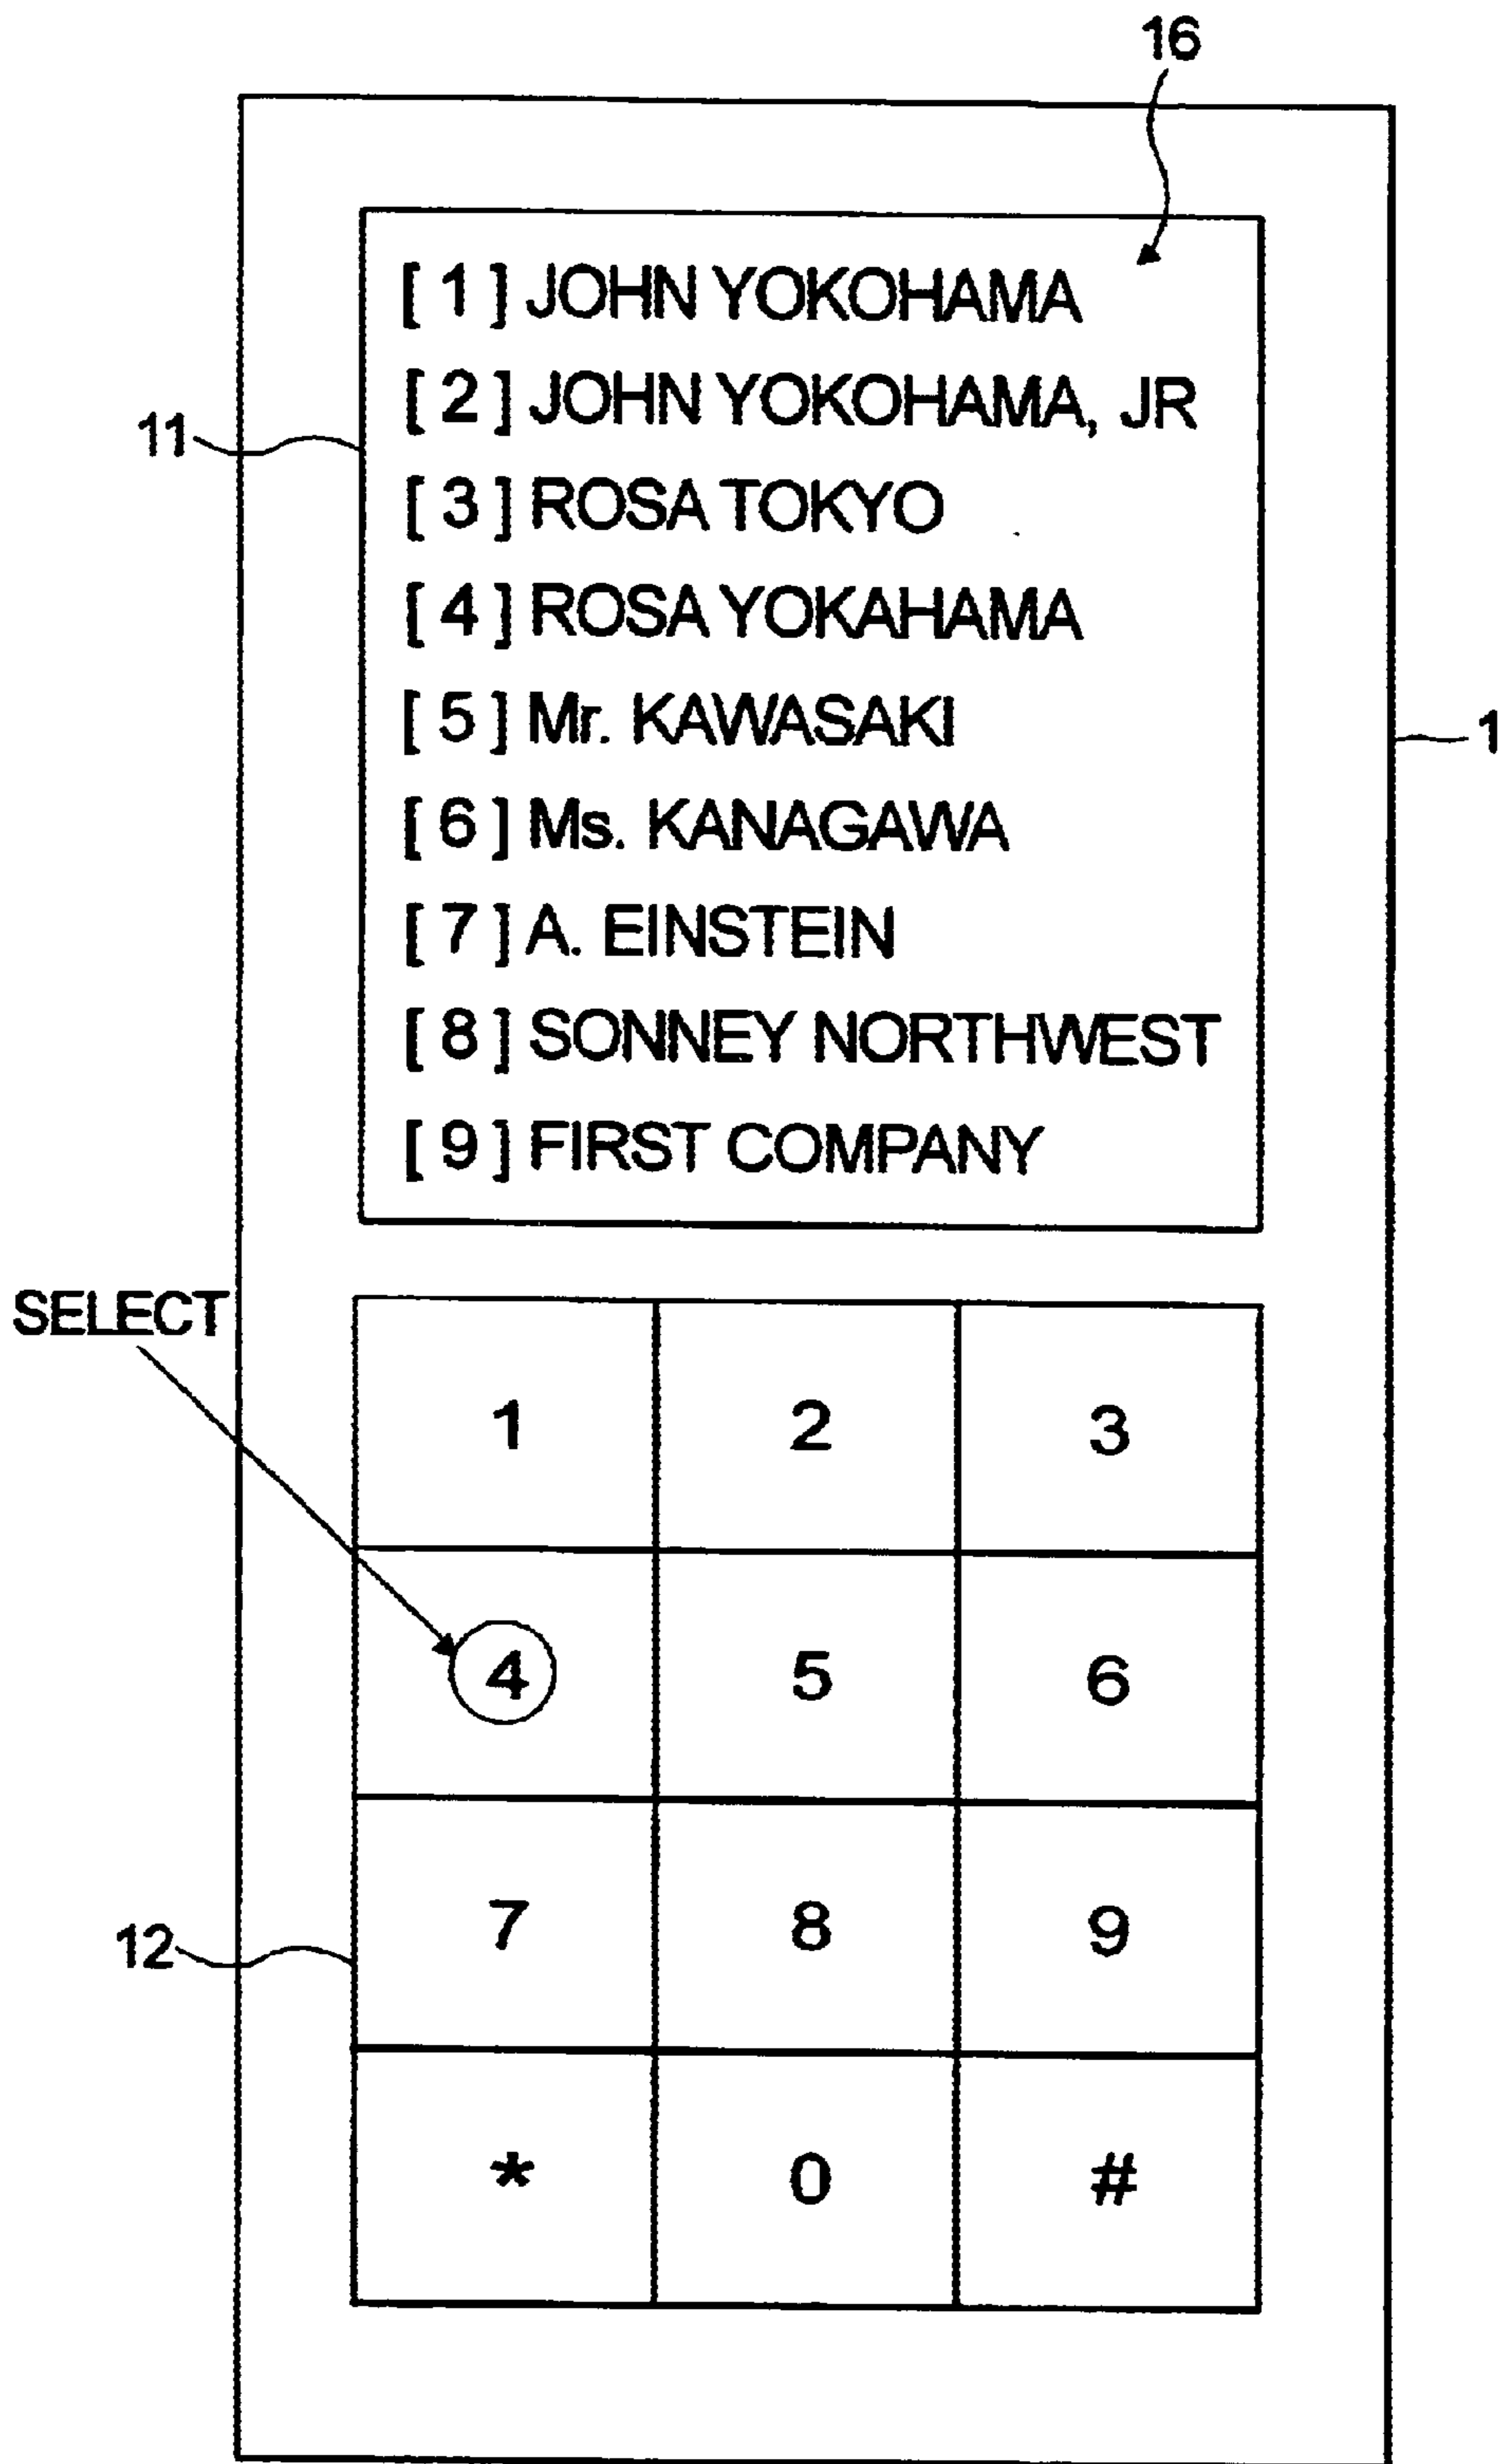 16
[ 1 ] JOHN YOKOHAMA
[ 2 ] JOHN YOKOHAMA, JR
11
[ 3 ] ROSA TOKYO
[ 4 ] ROSA YOKAHAMA
[ 5 ] Mr. KAWASAKI
1
[ 6 ] Ms. KANAGAWA
[ 7 ] A. EINSTEIN
[ 8 ] SONNEY NORTHWEST
[ 9 ] FIRST COMPANY
SELECT
1 2 3
4 5 6
7 8 9
12
* 0 #